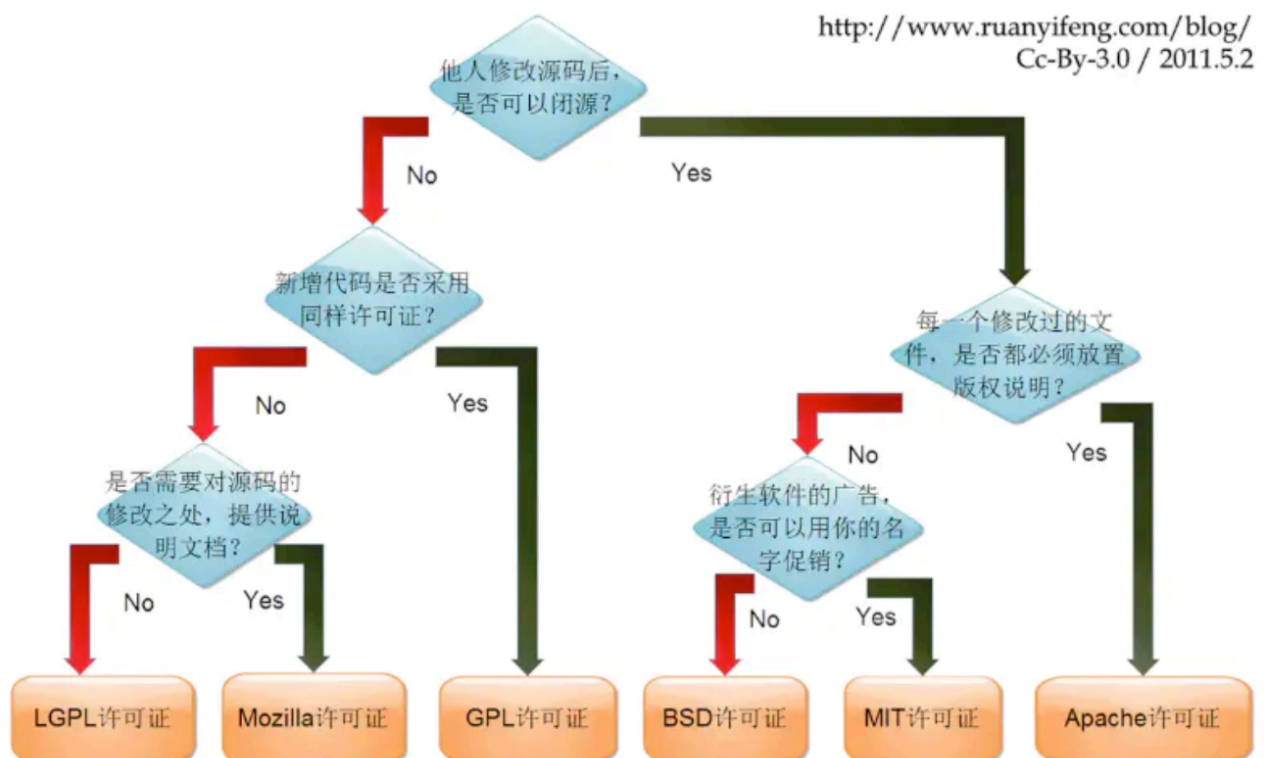 http://www.ruanyifeng.com/blog/
Cc-By-3.0 / 2011.5.2
他人修改源码后，
是否可以闭源？
No
Yes
新增代码是否采用
同样许可证？
每一个修改过的文
件，是否都必须放置
版权说明？
No
Yes
No
Yes
是否需要对源码的
修改之处，提供说
明文档？
衍生软件的广告，
是否可以用你的名
字促销？
No
Yes
No
Yes
LGPL许可证
Mozilla许可证
GPL许可证
BSD许可证
MIT许可证
Apache许可证